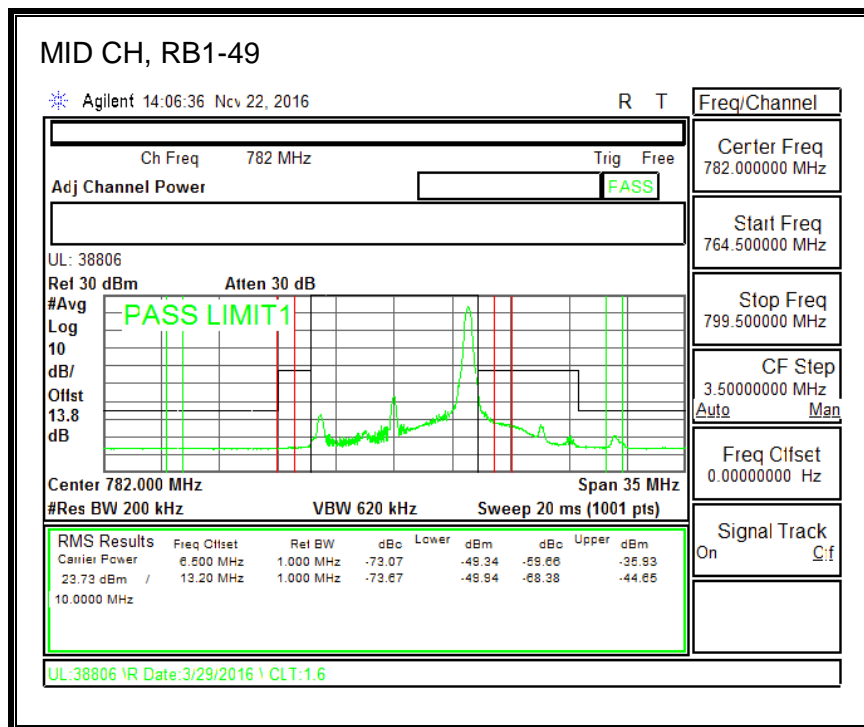 MID CH, RB1-49
Agilent 14:06:36 Nov 22, 2016 R T
Freq/Channel
Ch Freq 782 MHz Trig Free
Adj Channel Power PASS
Center Freq
782.000000 MHz
Start Freq
764.500000 MHz
Stop Freq
799.500000 MHz
CF Step
3.50000000 MHz
Auto Man
Freq Offset
0.00000000 Hz
Signal Track
On Off
UL: 38806
Ref 30 dBm Atten 30 dB
#Avg
Log
10
dB/
Offst
13.8
dB
PASS LIMIT1
Center 782.000 MHz Span 35 MHz
#Res BW 200 kHz VBW 620 kHz Sweep 20 ms (1001 pts)
RMS Results Freq Offset Ref BW dBc Lower dBm dBc Upper dBm
Carrier Power 6.500 MHz 1.000 MHz -73.07 -49.34 -59.66 -35.93
23.73 dBm / 13.20 MHz 1.000 MHz -73.67 -49.94 -68.38 -44.65
10.0000 MHz
UL:38806 \R Date:3/29/2016 \ CLT:1.6